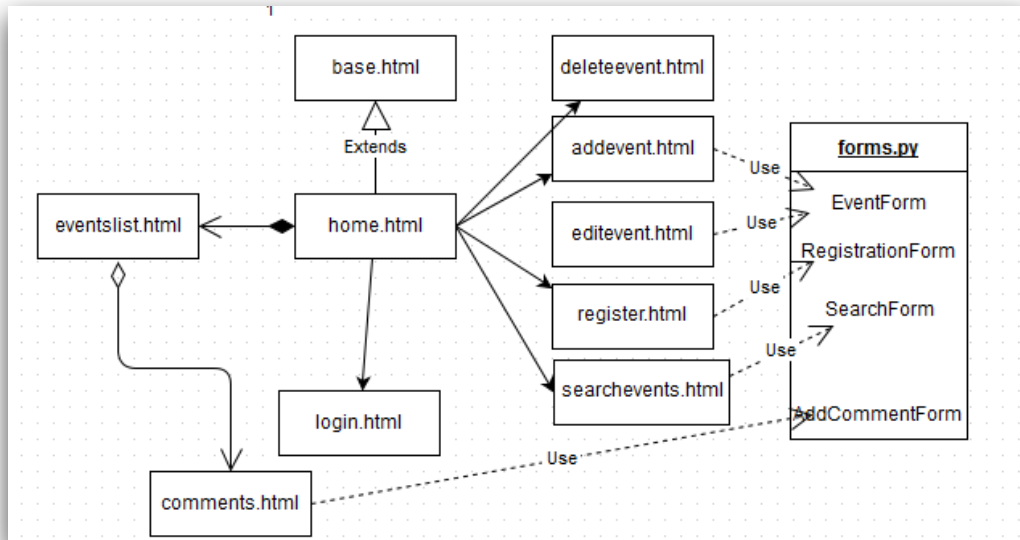 1
base.html
deleteevent.html
Extends
addevent.html
Use
forms.py
EventForm
eventslist.html
home.html
editevent.html
Use
RegistrationForm
register.html
Use
SearchForm
searchevents.html
Use
login.html
AddCommentForm
Use
comments.html